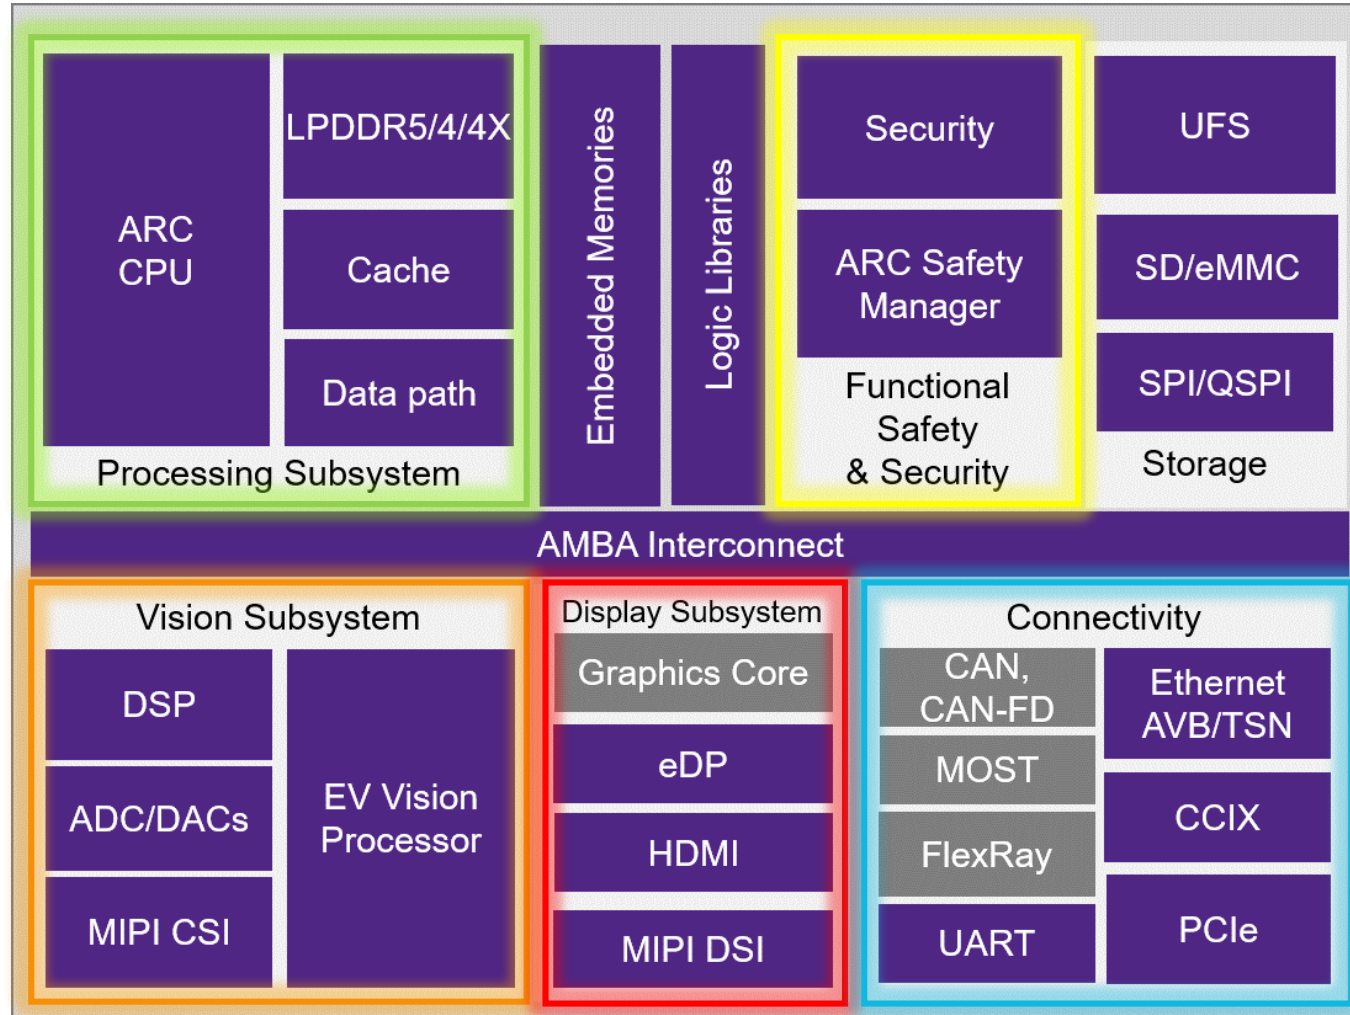 ARC
CPU
LPDDR5/4/4X
Cache
Data path
Processing Subsystem
Embedded Memories
Logic Libraries
Security
ARC Safety
Manager
Functional
Safety
& Security
UFS
SD/eMMC
SPI/QSPI
Storage
AMBA Interconnect
Vision Subsystem
DSP
ADC/DACs
MIPI CSI
EV Vision
Processor
Display Subsystem
Graphics Core
eDP
HDMI
MIPI DSI
Connectivity
CAN,
CAN-FD
MOST
FlexRay
UART
Ethernet
AVB/TSN
CCIX
PCIe